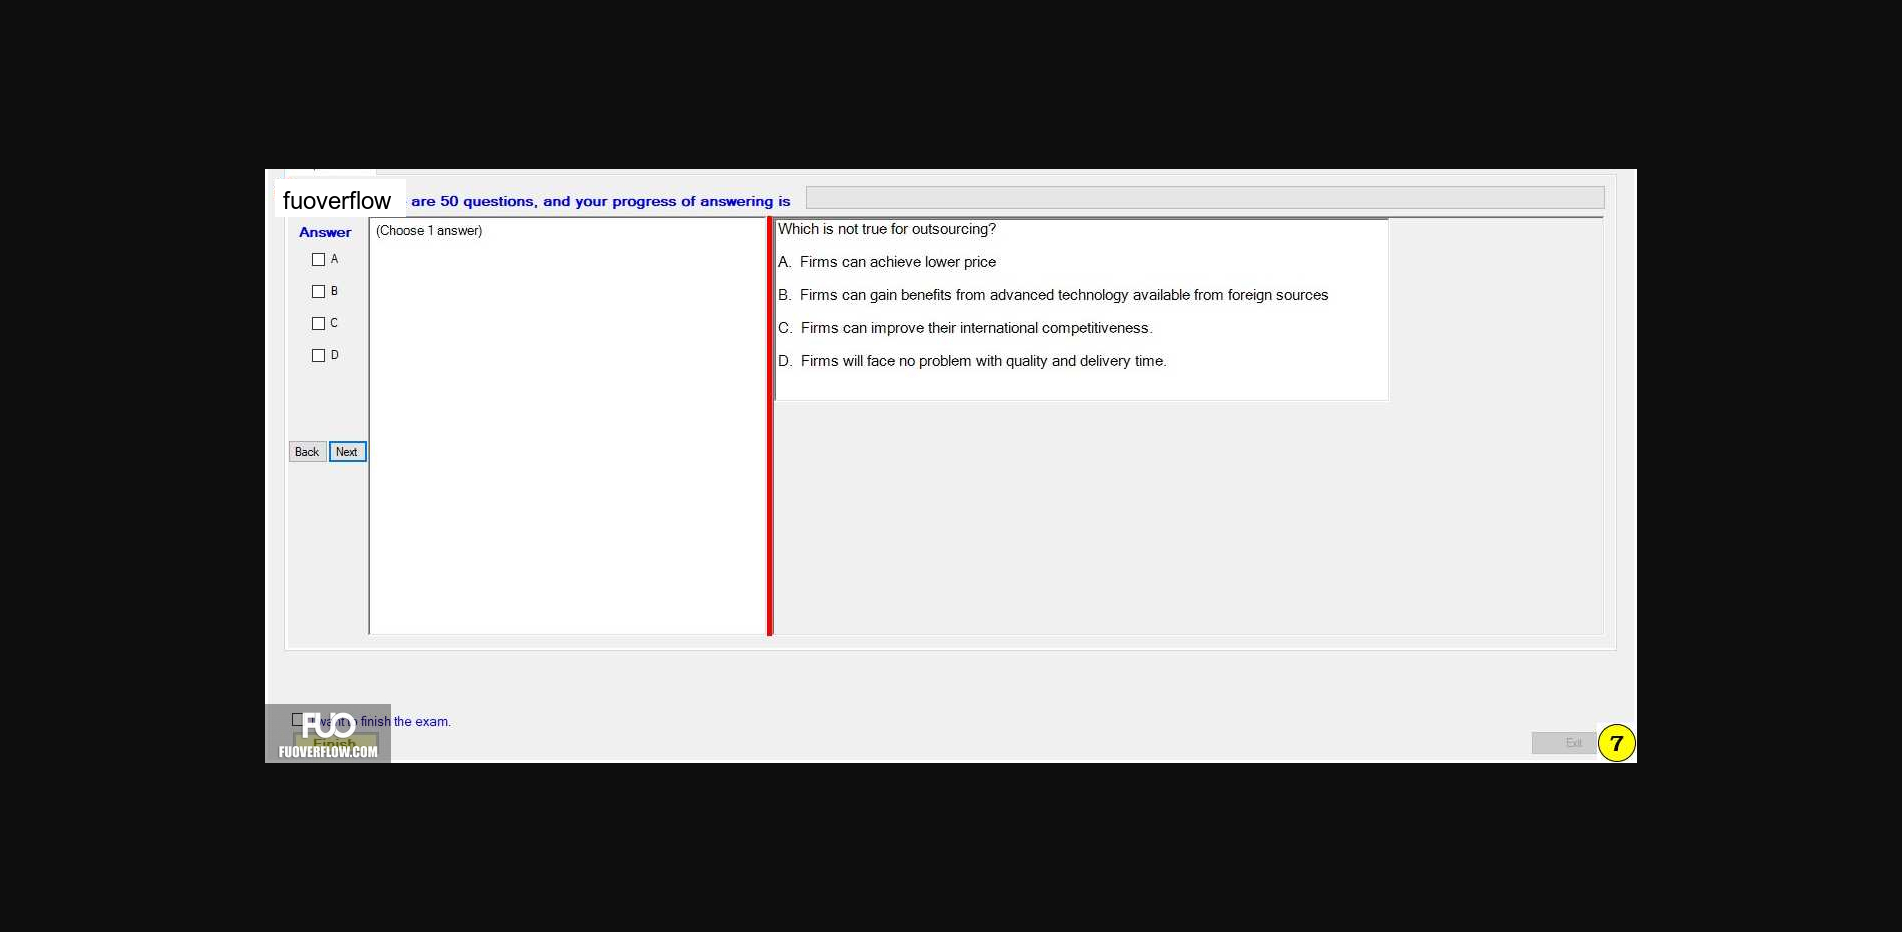 fuoverflow are 50 questions, and your progress of answering is
Answer
(Choose 1 answer)
A
B
C
D
Back Next
Which is not true for outsourcing?
A. Firms can achieve lower price
B. Firms can gain benefits from advanced technology available from foreign sources
C. Firms can improve their international competitiveness.
D. Firms will face no problem with quality and delivery time.
I want to finish the exam.
Finish
FUO
FUOVERFLOW.COM
Exit
7